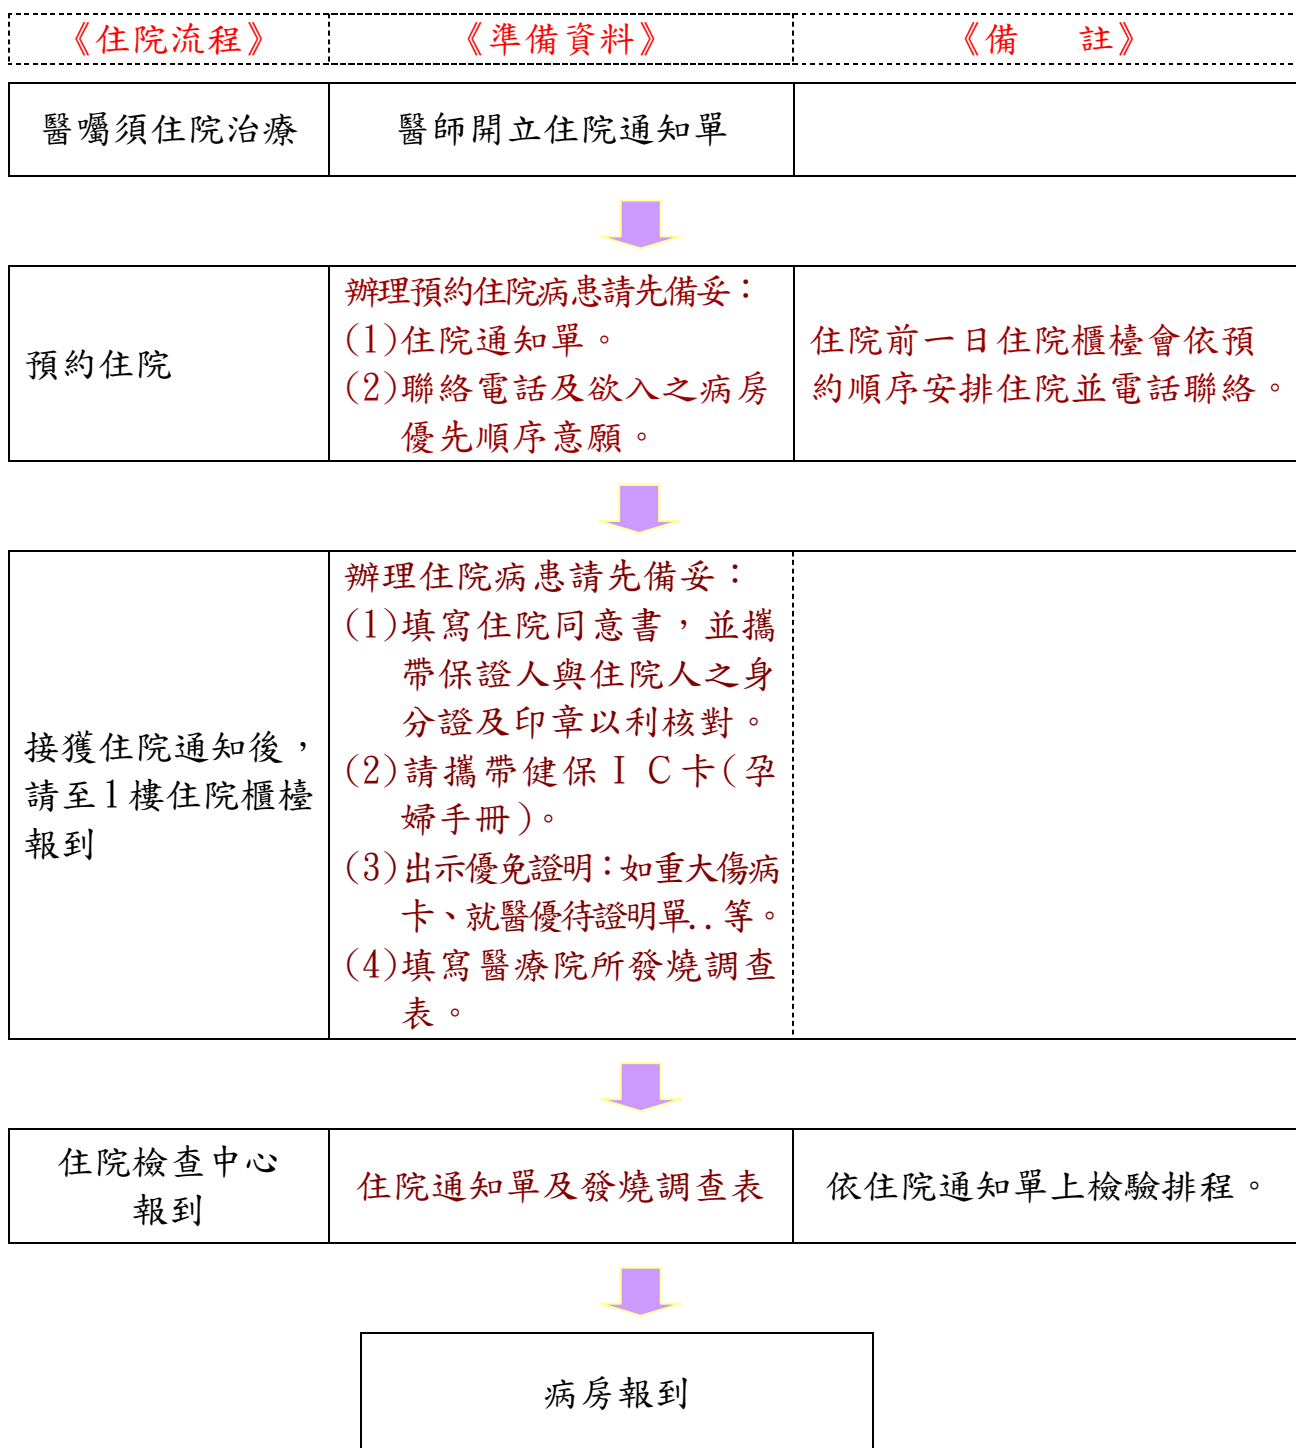 《住院流程》
《準備資料》
《備　註》
醫囑須住院治療
醫師開立住院通知單
預約住院
辦理預約住院病患請先備妥：
(1)住院通知單。
(2)聯絡電話及欲入之病房
優先順序意願。
住院前一日住院櫃檯會依預
約順序安排住院並電話聯絡。
接獲住院通知後，
請至1樓住院櫃檯
報到
辦理住院病患請先備妥：
(1)填寫住院同意書，並攜
帶保證人與住院人之身
分證及印章以利核對。
(2)請攜帶健保ＩＣ卡(孕
婦手冊)。
(3)出示優免證明：如重大傷病
卡、就醫優待證明單..等。
(4)填寫醫療院所發燒調查
表。
住院檢查中心
報到
住院通知單及發燒調查表
依住院通知單上檢驗排程。
病房報到